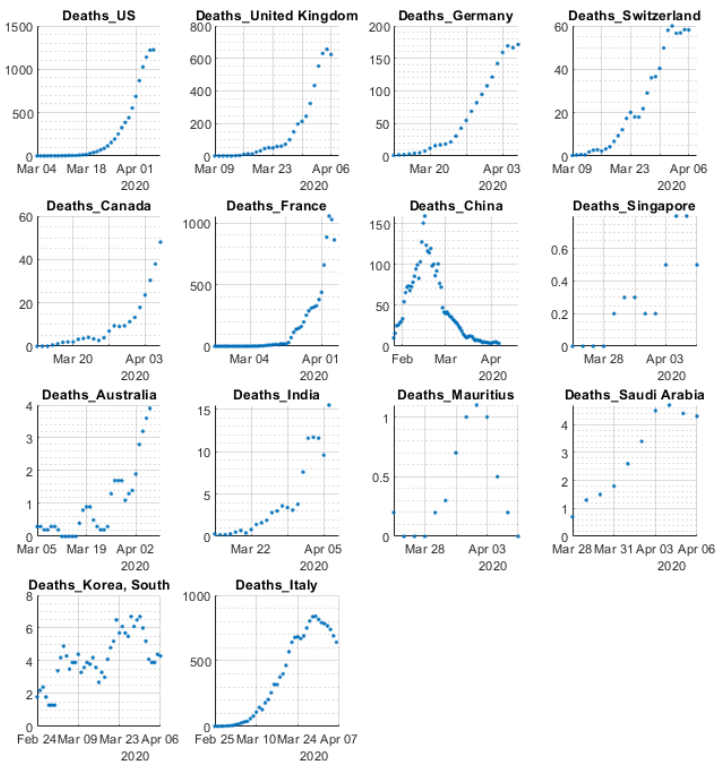 Deaths_US
1500
1000
500
0
Mar 04 Mar 18 Apr 01
2020
Deaths_United Kingdom
800
600
400
200
0
Mar 09 Mar 23 Apr 06
2020
Deaths_Germany
200
150
100
50
0
Mar 20 Apr 03
2020
Deaths_Switzerland
60
40
20
0
Mar 09 Mar 23 Apr 06
2020
Deaths_Canada
60
40
20
0
Mar 20 Apr 03
2020
Deaths_France
1000
500
0
Mar 04 Apr 01
2020
Deaths_China
150
100
50
0
Feb Mar Apr
2020
Deaths_Singapore
0.6
0.4
0.2
0
Mar 28 Apr 03
2020
Deaths_Australia
4
3
2
1
0
Mar 05 Mar 19 Apr 02
2020
Deaths_India
15
10
5
0
Mar 22 Apr 05
2020
Deaths_Mauritius
1
0.5
0
Mar 28 Apr 03
2020
Deaths_Saudi Arabia
4
3
2
1
0
Mar 28 Mar 31 Apr 03 Apr 06
2020
Deaths_Korea, South
8
6
4
2
0
Feb 24 Mar 09 Mar 23 Apr 06
2020
Deaths_Italy
1000
500
0
Feb 25 Mar 10 Mar 24 Apr 07
2020